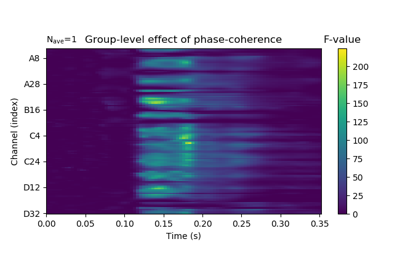 N_ave=1 Group-level effect of phase-coherence F-value
A8
A28
B16
C4
C24
D12
D32
Channel (index)
0.00 0.05 0.10 0.15 0.20 0.25 0.30 0.35
Time (s)
200
175
150
125
100
75
50
25
0